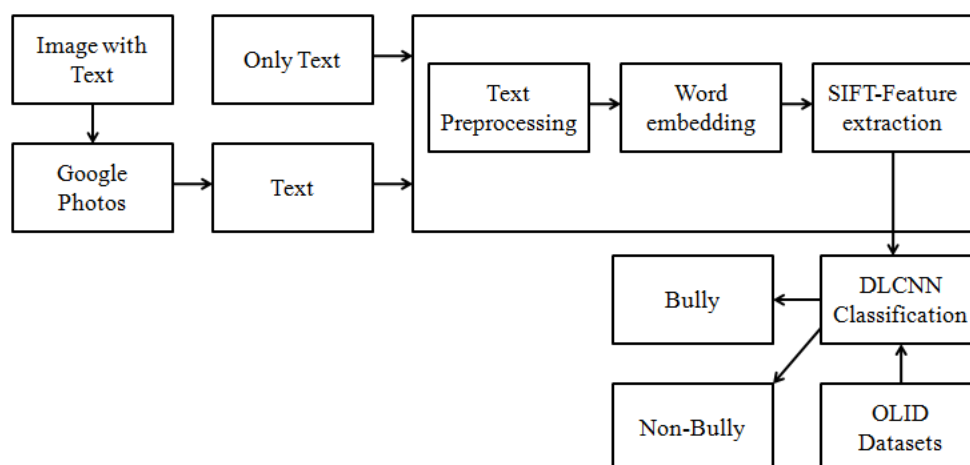 Image with
Text
Only Text
Text
Preprocessing
Word
embedding
SIFT-Feature
extraction
Google
Photos
Text
Bully
DLCNN
Classification
Non-Bully
OLID
Datasets